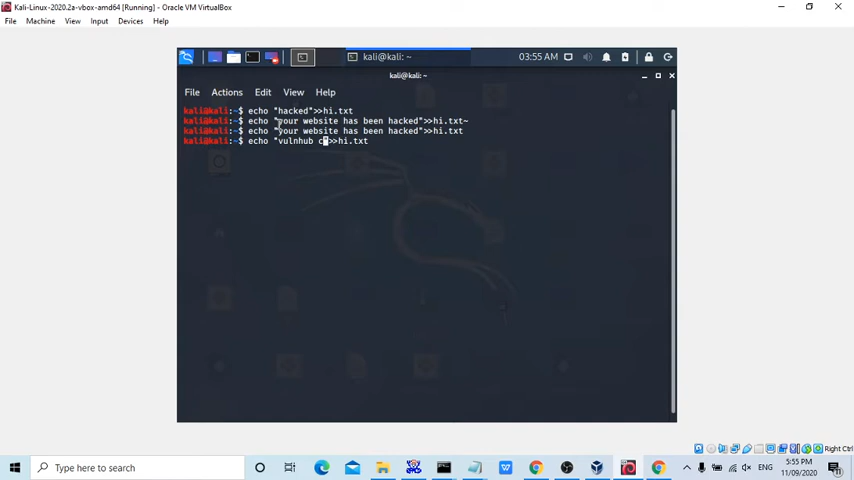 Kali-Linux-2020.2a-vbox-amd64 [Running] - Oracle VM VirtualBox
File Machine View Input Devices Help
kali@kali: ~
03:55 AM
kali@kali: ~
File Actions Edit View Help
kali@kali:~$ echo "hacked">>hi.txt
kali@kali:~$ echo "your website has been hacked">>hi.txt~
kali@kali:~$ echo "your website has been hacked">>hi.txt
kali@kali:~$ echo "vulnhub c">>hi.txt
Right Ctrl
Type here to search
ENG
5:55 PM
11/09/2020